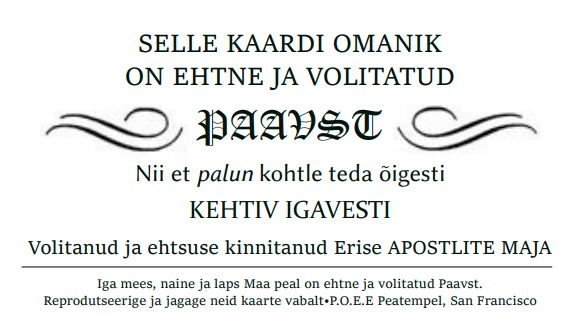 SELLE KAARDI OMANIK
ON EHTNE JA VOLITATUD
PAAVST
Nii et palun kohtle teda õigesti
KEHTIV IGAVESTI
Volitanud ja ehtsuse kinnitanud Erise APOSTLITE MAJA
Iga mees, naine ja laps Maa peal on ehtne ja volitatud Paavst.
Reprodutseerige ja jagage neid kaarte vabalt•P.O.E.E Peatempel, San Francisco